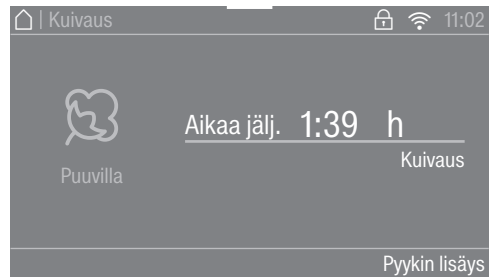 | Kuivaus 11:02
Aikaa jälj. 1:39 h
Kuivaus
Puuvilla
Pyykin lisäys